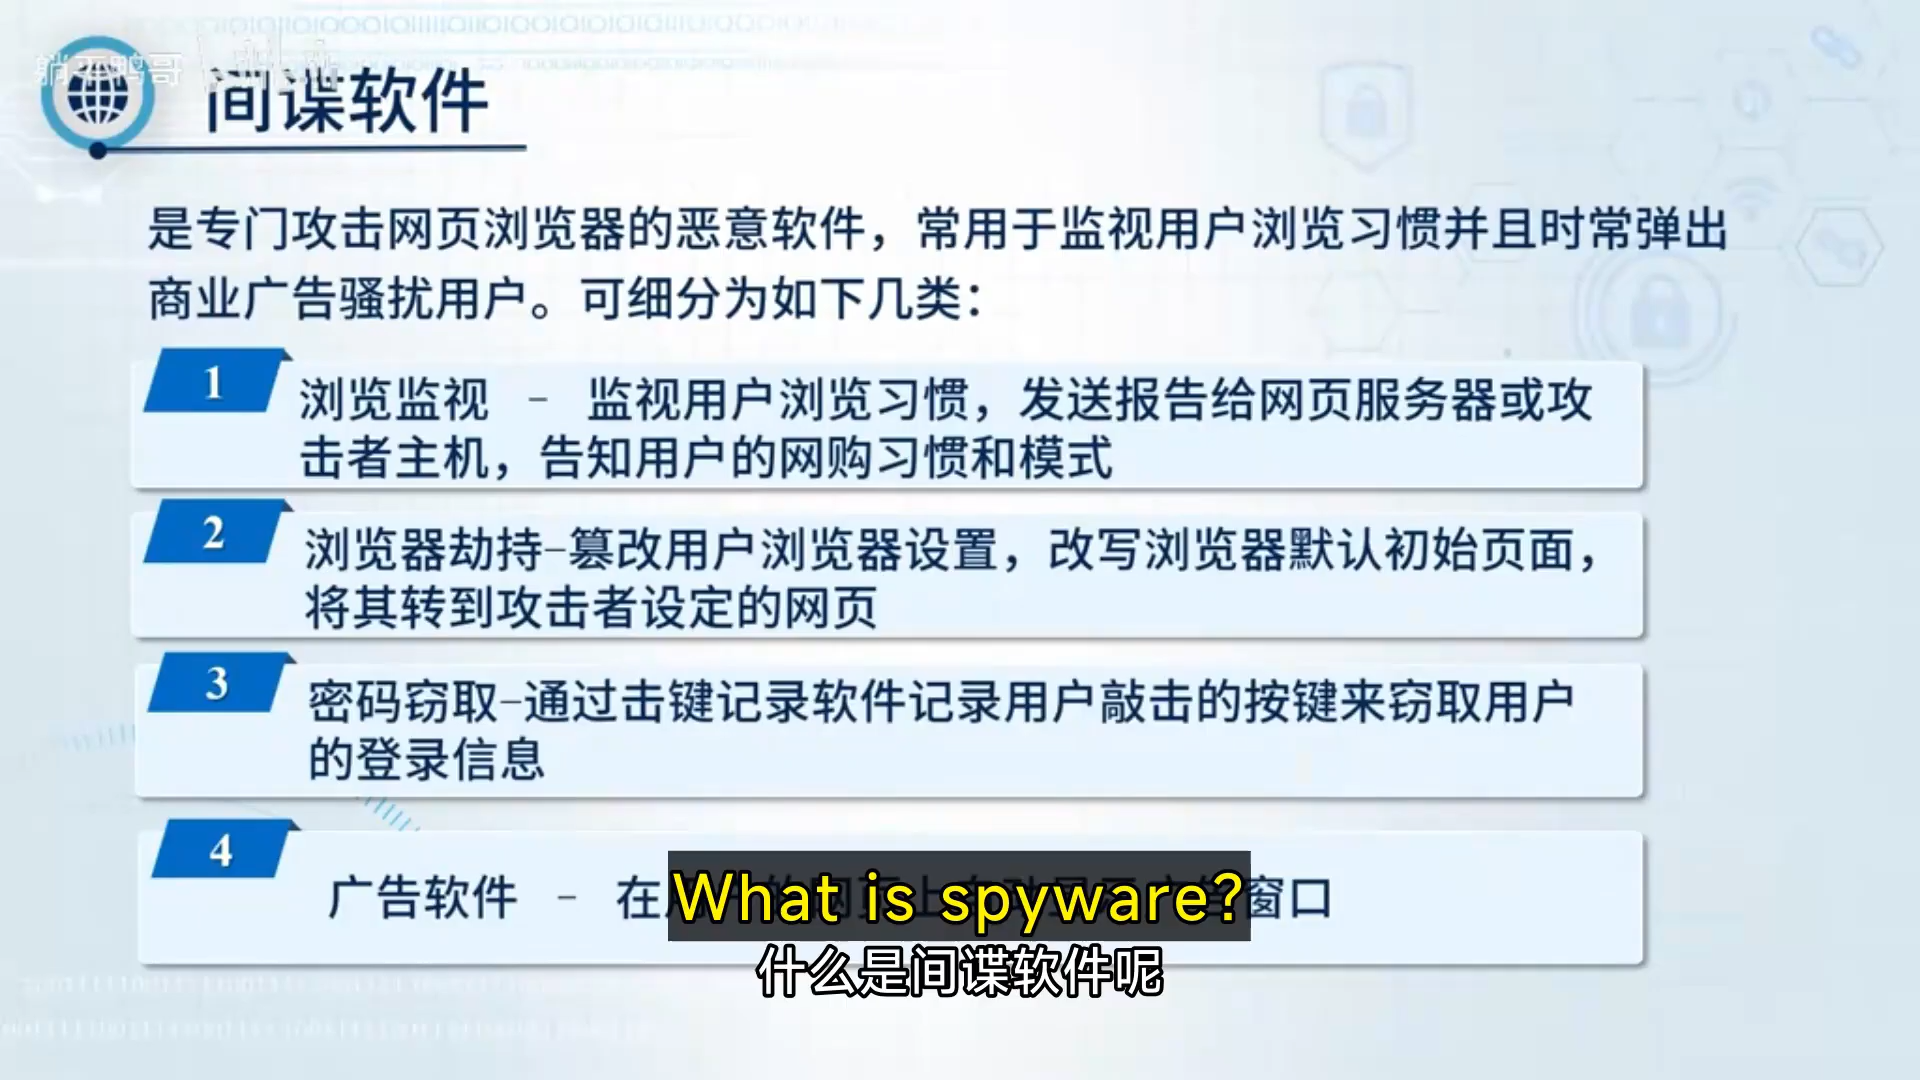 躺平鸭哥
间谍软件
是专门攻击网页浏览器的恶意软件，常用于监视用户浏览习惯并且时常弹出
商业广告骚扰用户。可细分为如下几类：
1
浏览监视 – 监视用户浏览习惯，发送报告给网页服务器或攻
击者主机，告知用户的网购习惯和模式
2
浏览器劫持–篡改用户浏览器设置，改写浏览器默认初始页面，
将其转到攻击者设定的网页
3
密码窃取–通过击键记录软件记录用户敲击的按键来窃取用户
的登录信息
4
广告软件 – 在 窗口
What is spyware?
什么是间谍软件呢